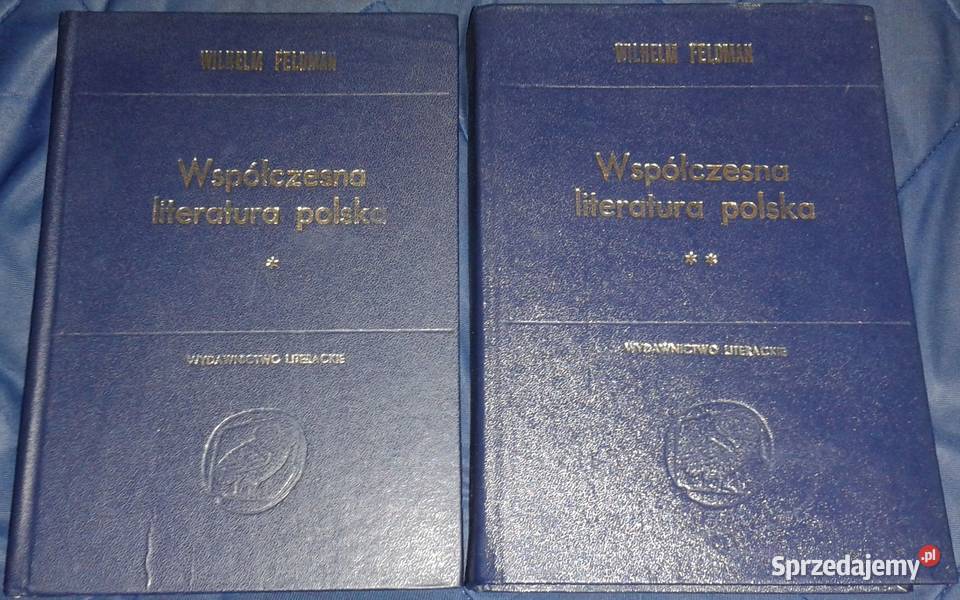 WILHELM FELDMAN
Współczesna
literatura polska
*
WYDAWNICTWO LITERACKIE
WILHELM FELDMAN
Współczesna
literatura polska
* *
WYDAWNICTWO LITERACKIE
Sprzedajemy.pl